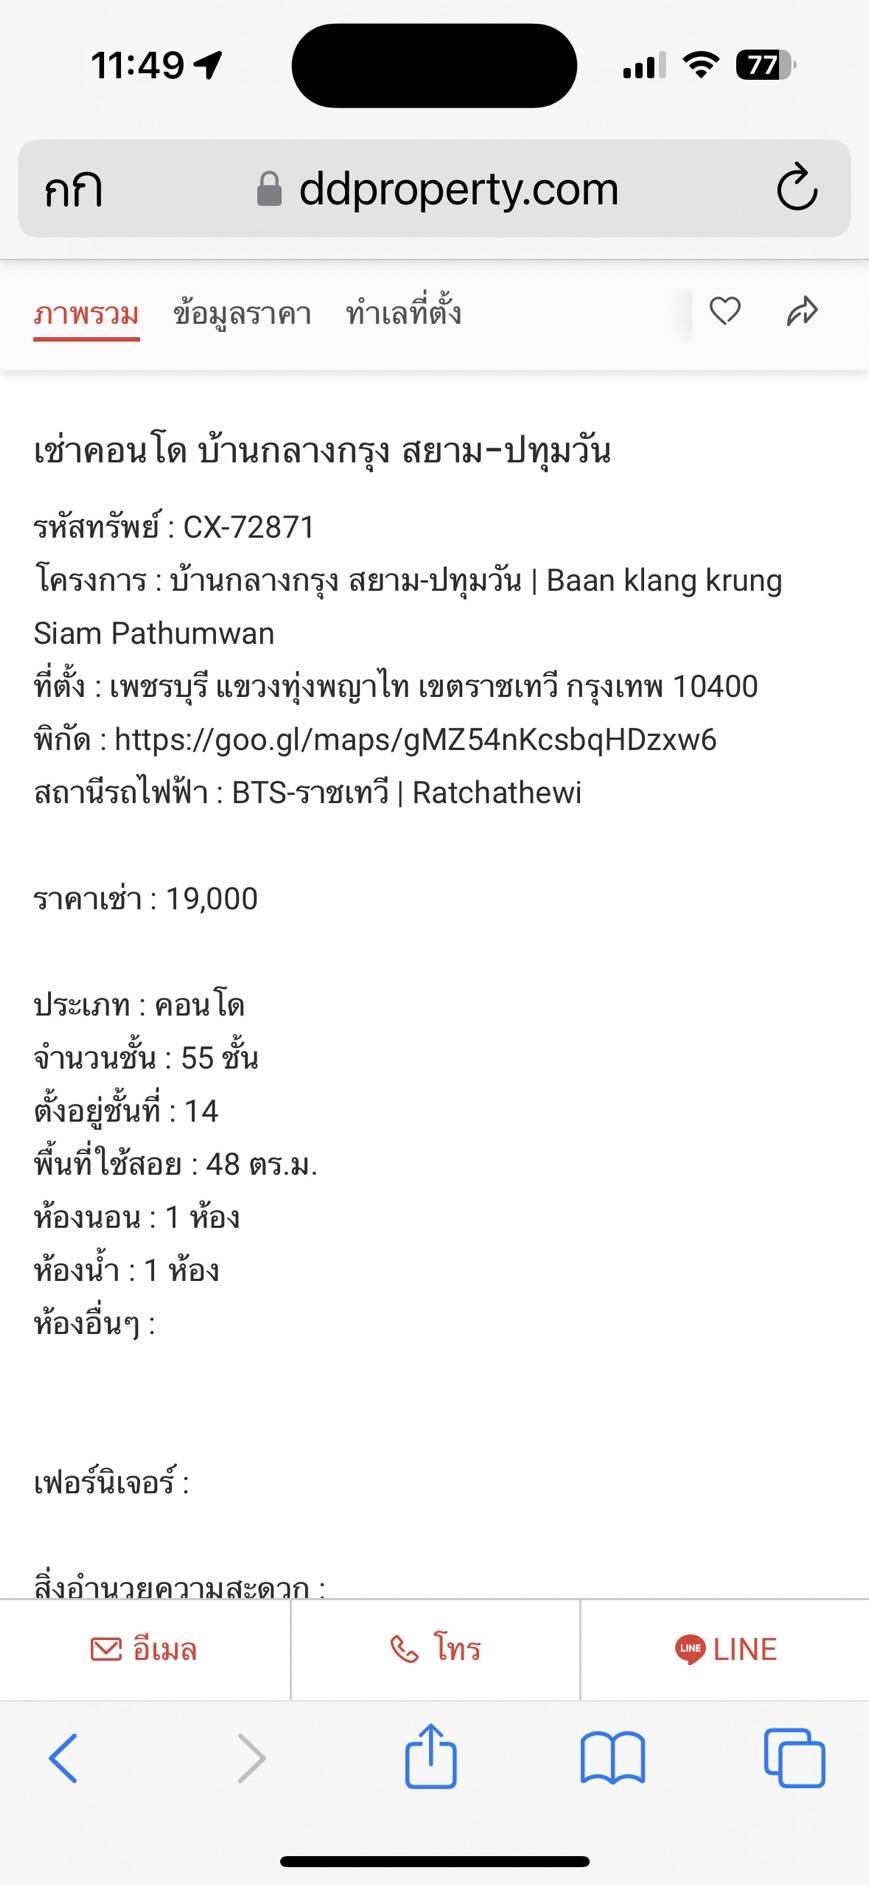 11:49
77
กกิ ddproperty.com
ภาพรวม ข้อมูลราคา ทำเลที่ตั้ง
เช่าคอนโด บ้านกลางกรุง สยาม-ปทุมวัน
รหัสทรัพย์ : CX-72871
โครงการ : บ้านกลางกรุง สยาม-ปทุมวัน | Baan klang krung
Siam Pathumwan
ที่ตั้ง : เพชรบุรี แขวงทุ่งพญาไท เขตราชเทวี กรุงเทพ 10400
พิกัด : https://goo.gl/maps/gMZ54nKcsbqHDzxw6
สถานีรถไฟฟ้า : BTS-ราชเทวี | Ratchathewi
ราคาเช่า : 19,000
ประเภท : คอนโด
จำนวนชั้น : 55 ชั้น
ตั้งอยู่ชั้นที่ : 14
พื้นที่ใช้สอย : 48 ตร.ม.
ห้องนอน : 1 ห้อง
ห้องน้ำ : 1 ห้อง
ห้องอื่นๆ :
เฟอร์นิเจอร์ :
สิ่งอำนวยความสะดวก :
อีเมล โทร LINE LINE